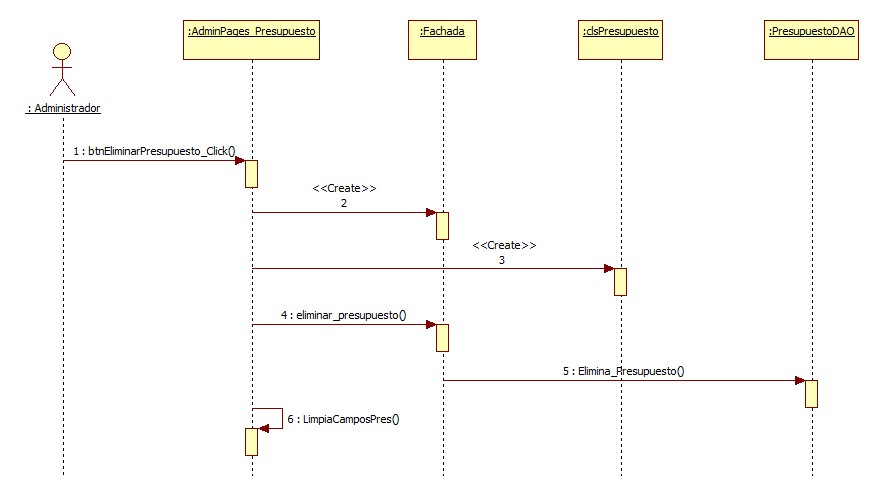 :AdminPages_Presupuesto
:Fachada
:clsPresupuesto
:PresupuestoDAO
: Administrador
1 : btnEliminarPresupuesto_Click()
<<Create>>
2
<<Create>>
3
4 : eliminar_presupuesto()
5 : Elimina_Presupuesto()
6 : LimpiaCamposPres()